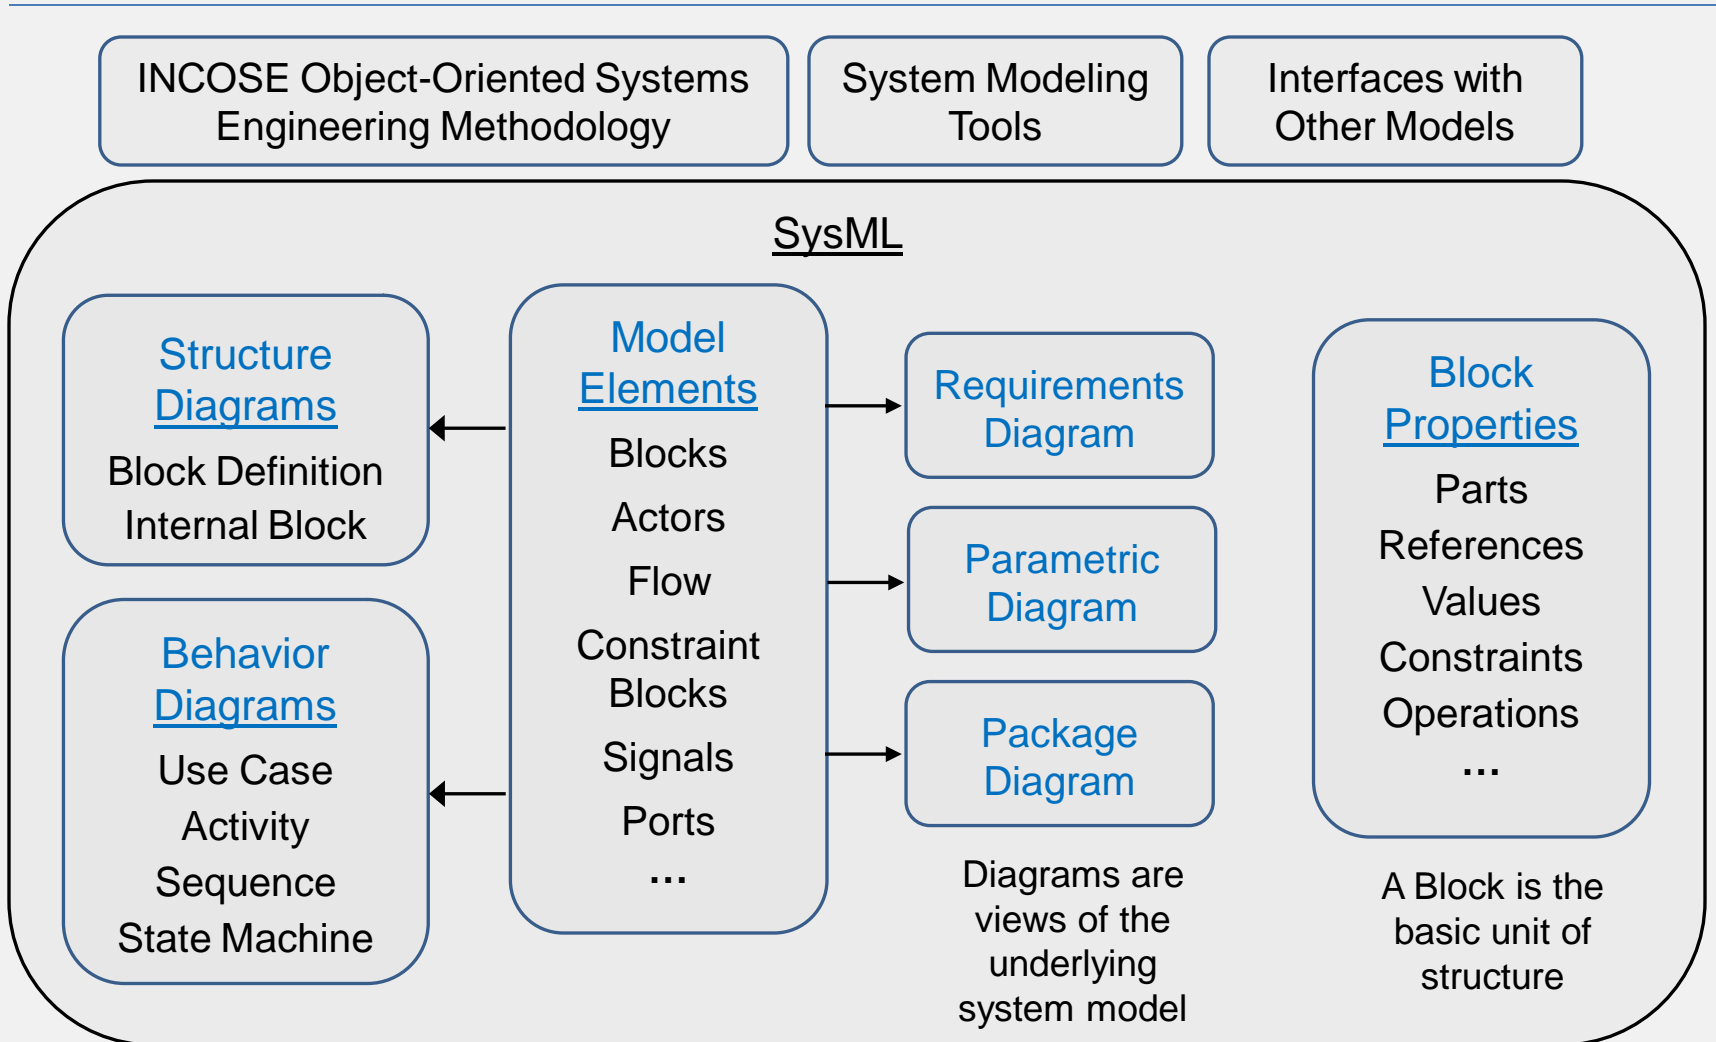 INCOSE Object-Oriented Systems
Engineering Methodology
System Modeling
Tools
Interfaces with
Other Models
SysML
Structure
Diagrams
Block Definition
Internal Block
Behavior
Diagrams
Use Case
Activity
Sequence
State Machine
Model
Elements
Blocks
Actors
Flow
Constraint
Blocks
Signals
Ports
...
Requirements
Diagram
Parametric
Diagram
Package
Diagram
Diagrams are
views of the
underlying
system model
Block
Properties
Parts
References
Values
Constraints
Operations
...
A Block is the
basic unit of
structure